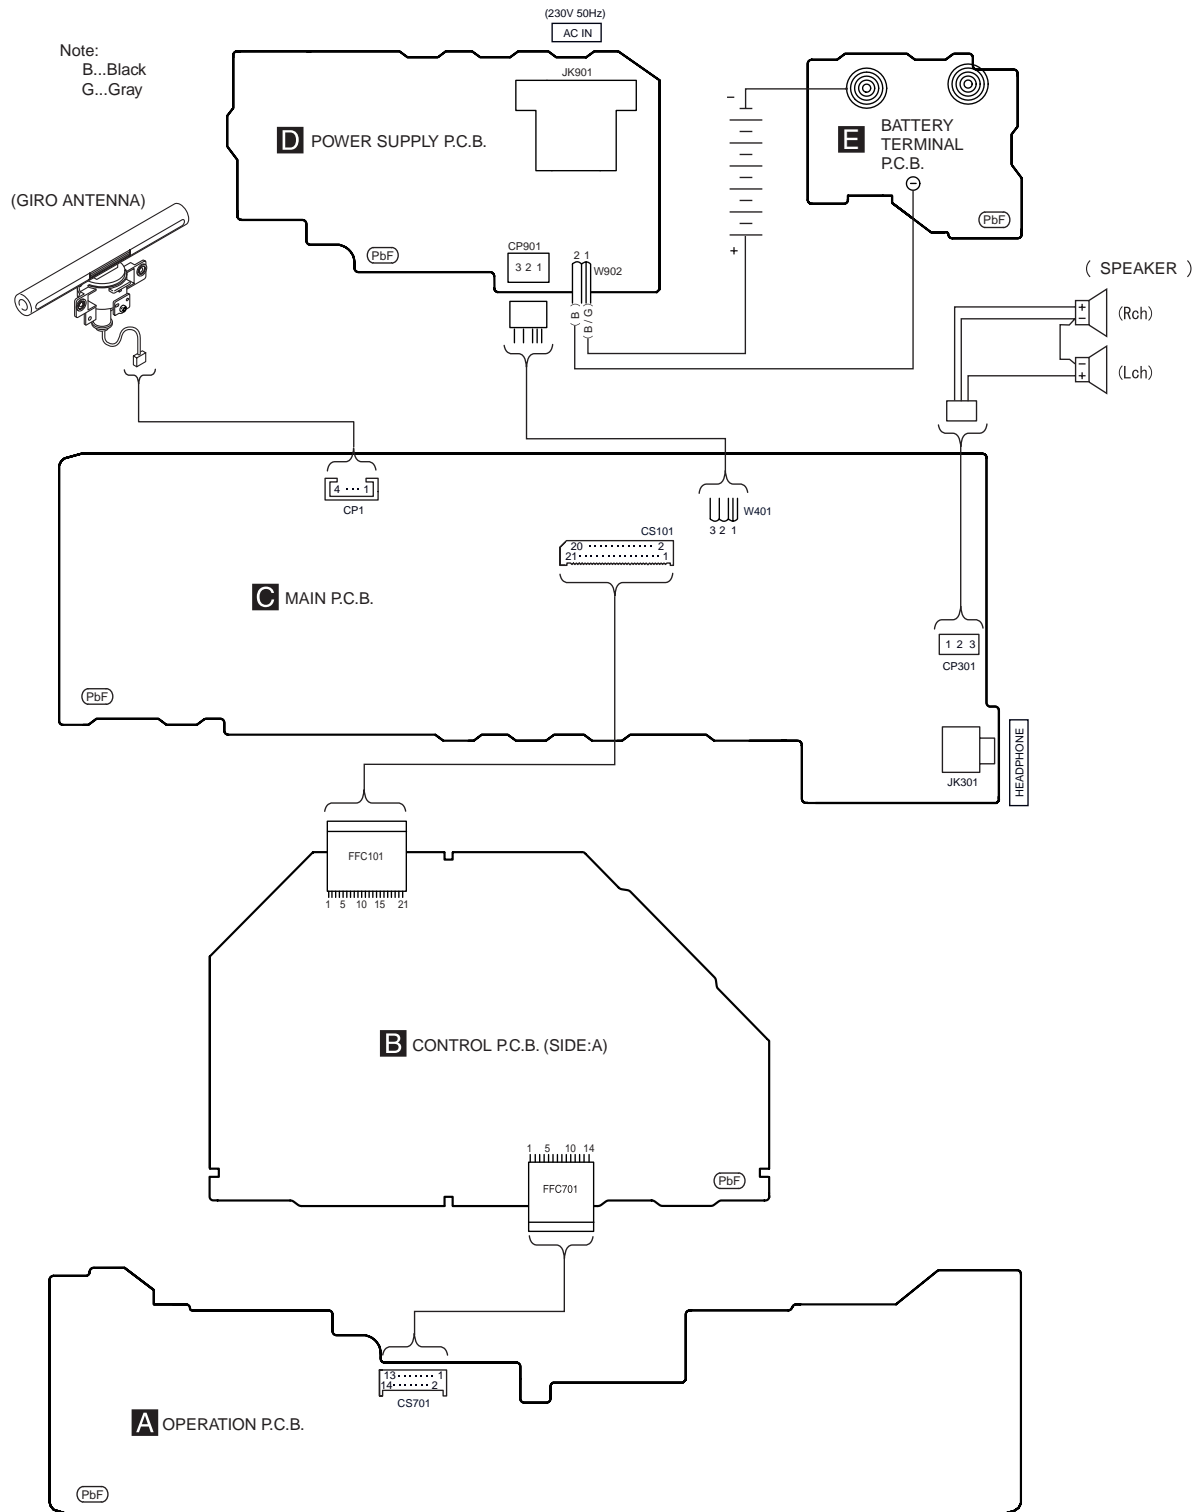 (230V 50Hz)
AC IN
Note:
B...Black
G...Gray
JK901
D POWER SUPPLY P.C.B.
E BATTERY
TERMINAL
P.C.B.
-
+
-
PbF
(GIRO ANTENNA)
PbF
CP901
3 2 1
2 1
W902
( B )
( B / G )
( SPEAKER )
+
-
(Rch)
-
+
(Lch)
4 ... 1
CP1
W401
3 2 1
CS101
20 ............ 2
21 ............ 1
C MAIN P.C.B.
1 2 3
CP301
PbF
JK301
HEADPHONE
FFC101
1 5 10 15 21
B CONTROL P.C.B. (SIDE:A)
1 5 10 14
FFC701
PbF
13 ....... 1
14 ....... 2
CS701
A OPERATION P.C.B.
PbF